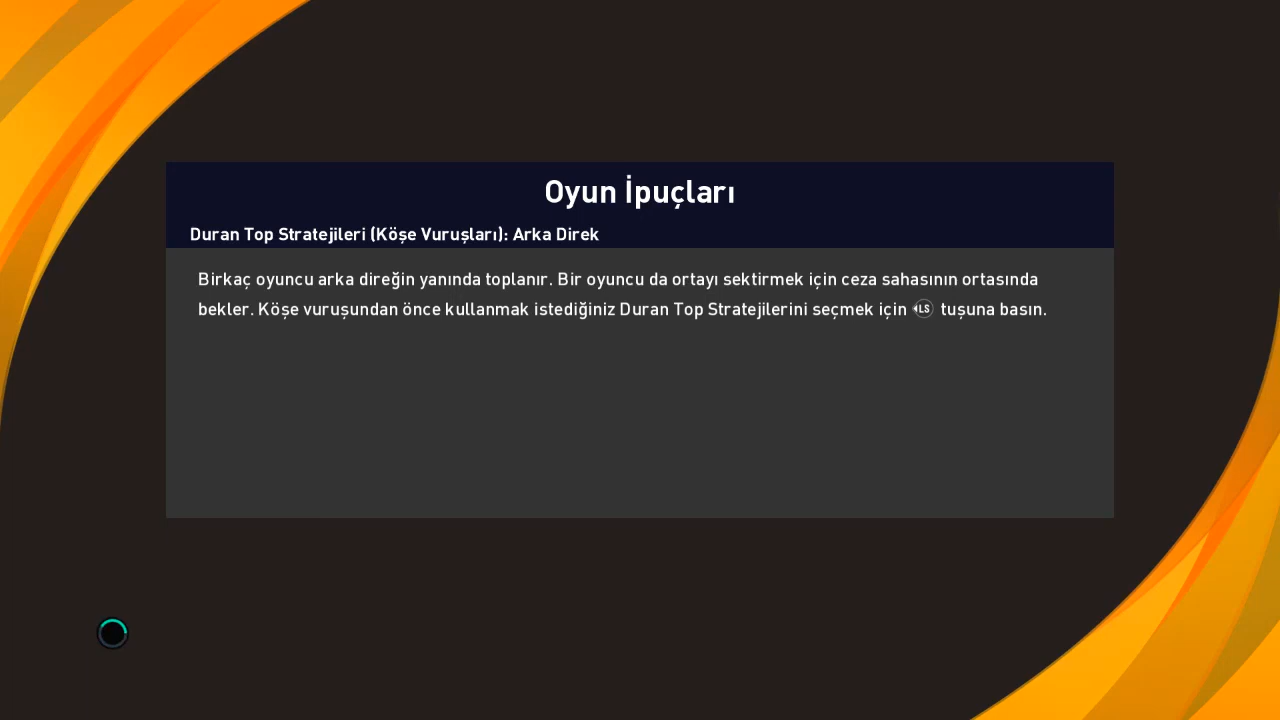 Oyun İpuçları
Duran Top Stratejileri (Köşe Vuruşları): Arka Direk
Birkaç oyuncu arka direğin yanında toplanır. Bir oyuncu da ortayı sektirmek için ceza sahasının ortasında
bekler. Köşe vuruşundan önce kullanmak istediğiniz Duran Top Stratejilerini seçmek için LS tuşuna basın.